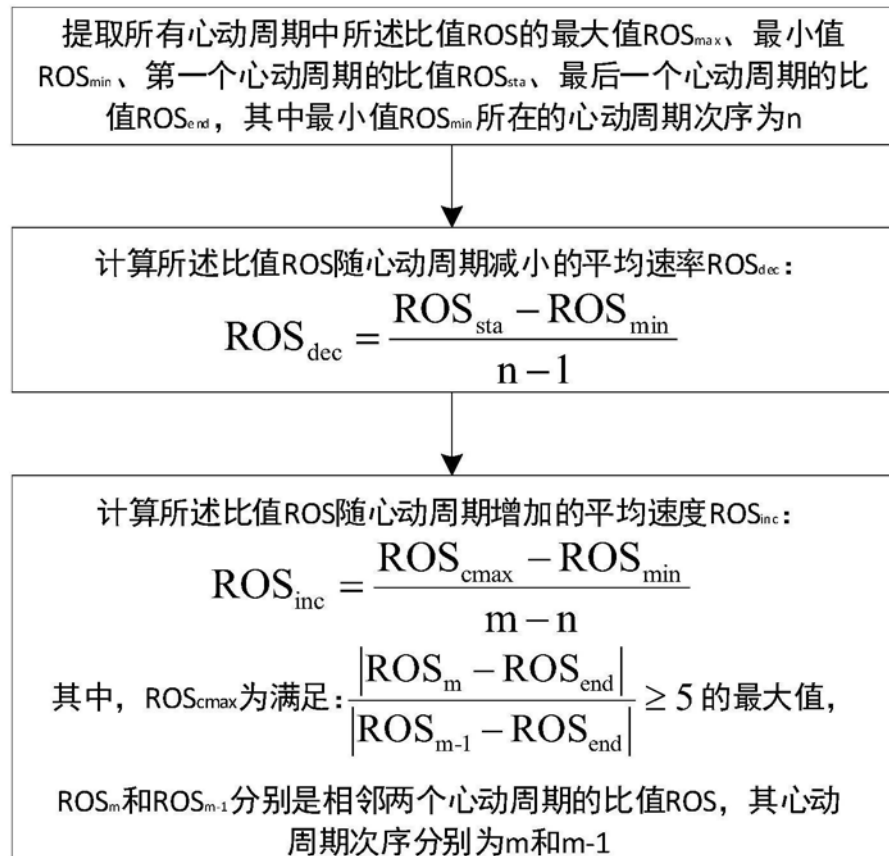 提取所有心动周期中所述比值ROS的最大值ROSmax、最小值
ROSmin、第一个心动周期的比值ROSsta、最后一个心动周期的比
值ROSend，其中最小值ROSmin所在的心动周期次序为n
计算所述比值ROS随心动周期减小的平均速率ROSdec：
ROSdec = (ROSsta − ROSmin) / (n − 1)
计算所述比值ROS随心动周期增加的平均速度ROSinc：
ROSinc = (ROScmax − ROSmin) / (m − n)
其中，ROScmax为满足：|ROSm − ROSend| / |ROSm-1 − ROSend| ≥ 5 的最大值，
ROSm和ROSm-1分别是相邻两个心动周期的比值ROS，其心动
周期次序分别为m和m-1